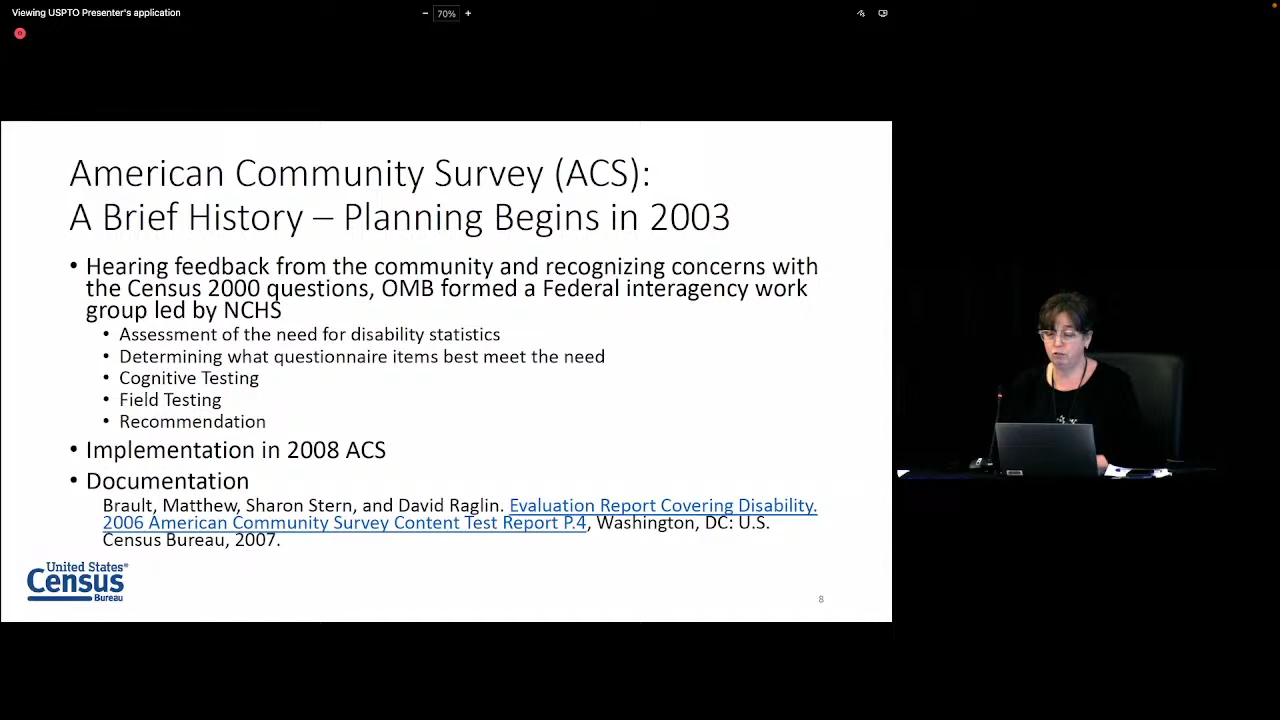 Viewing USPTO Presenter's application
− 70% +
American Community Survey (ACS):
A Brief History – Planning Begins in 2003
• Hearing feedback from the community and recognizing concerns with
the Census 2000 questions, OMB formed a Federal interagency work
group led by NCHS
• Assessment of the need for disability statistics
• Determining what questionnaire items best meet the need
• Cognitive Testing
• Field Testing
• Recommendation
• Implementation in 2008 ACS
• Documentation
Brault, Matthew, Sharon Stern, and David Raglin. Evaluation Report Covering Disability.
2006 American Community Survey Content Test Report P.4, Washington, DC: U.S.
Census Bureau, 2007.
United States®
Census
Bureau
8